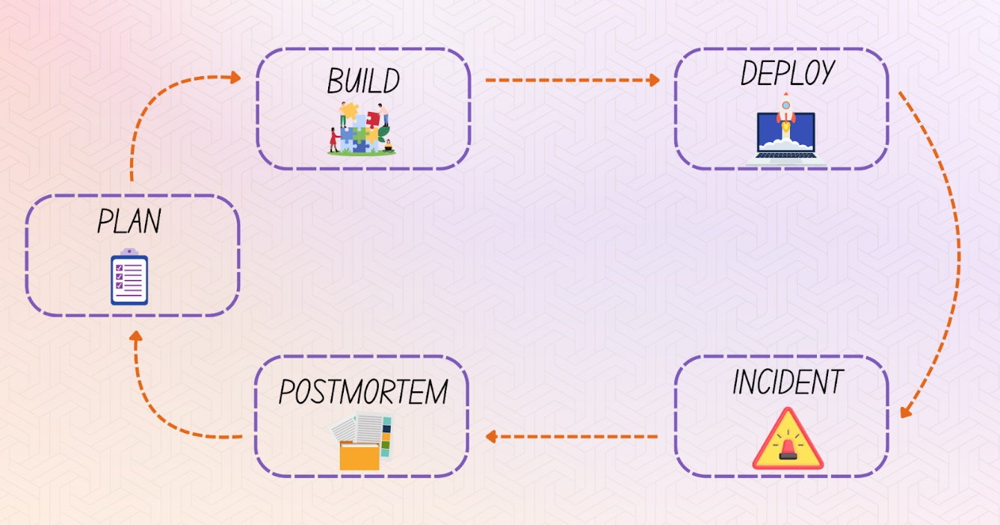 BUILD
DEPLOY
PLAN
POSTMORTEM
INCIDENT